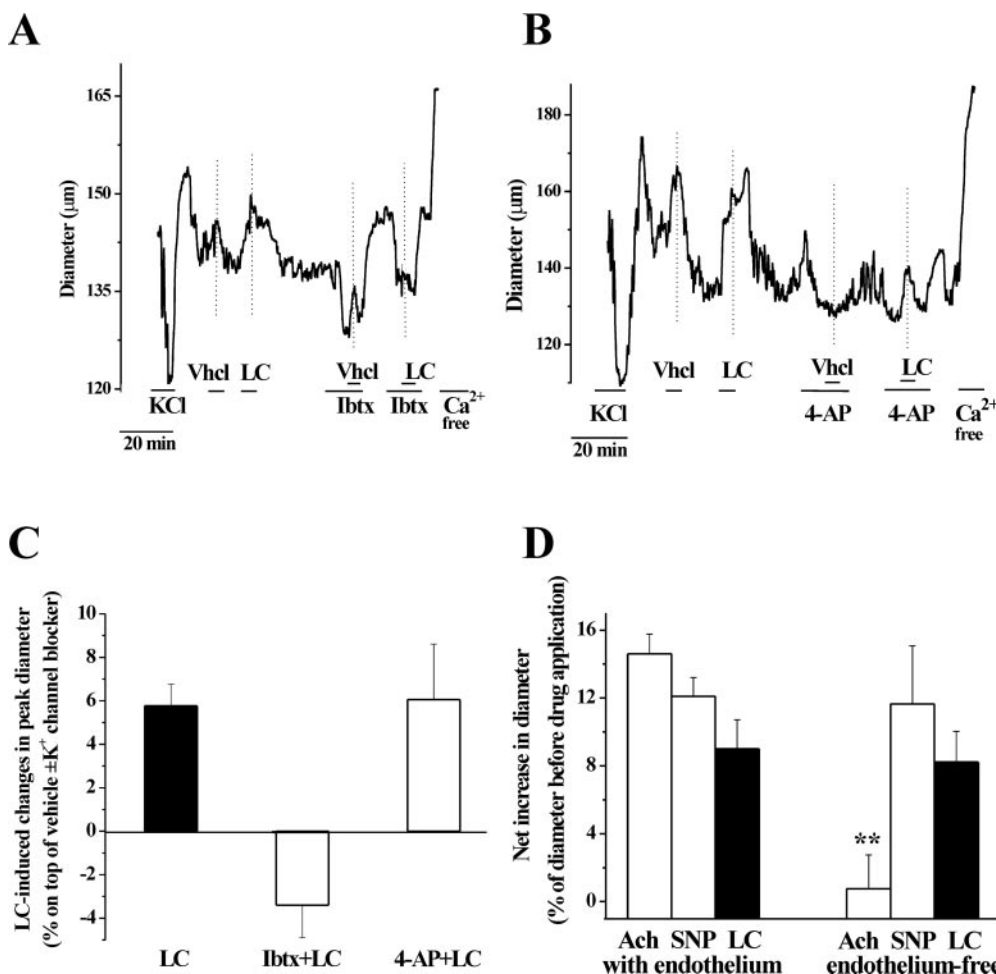 A
B
165
150
135
120
Diameter (µm)
Vhcl LC Vhcl LC
KCl Ibtx Ibtx Ca2+
free
20 min
180
160
140
120
Diameter (µm)
Vhcl LC Vhcl LC
KCl 4-AP 4-AP Ca2+
free
20 min
C
D
10
8
6
4
2
0
-2
-4
LC-induced changes in peak diameter
(% on top of vehicle ±K+ channel blocker)
LC Ibtx+LC 4-AP+LC
16
12
8
4
0
Net increase in diameter
(% of diameter before drug application)
**
Ach SNP LC Ach SNP LC
with endothelium endothelium-free